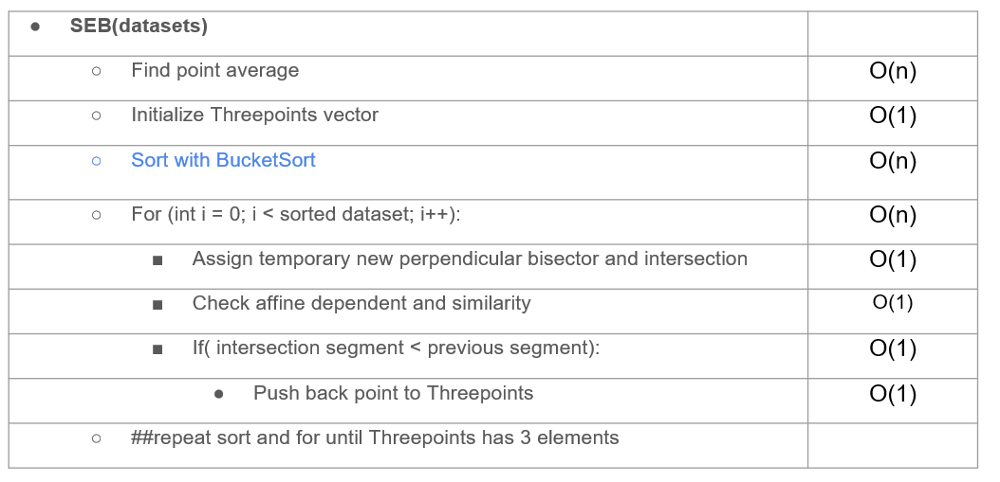 ● SEB(datasets)
○ Find point average O(n)
○ Initialize Threepoints vector O(1)
○ Sort with BucketSort O(n)
○ For (int i = 0; i < sorted dataset; i++): O(n)
■ Assign temporary new perpendicular bisector and intersection O(1)
■ Check affine dependent and similarity O(1)
■ If( intersection segment < previous segment): O(1)
● Push back point to Threepoints O(1)
○ ##repeat sort and for until Threepoints has 3 elements